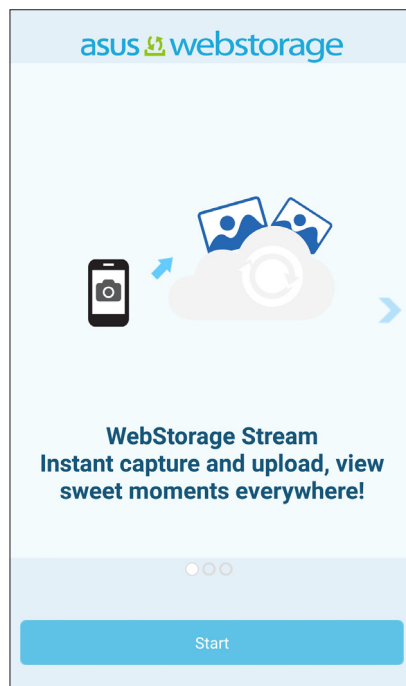 asus webstorage
WebStorage Stream
Instant capture and upload, view
sweet moments everywhere!
Start